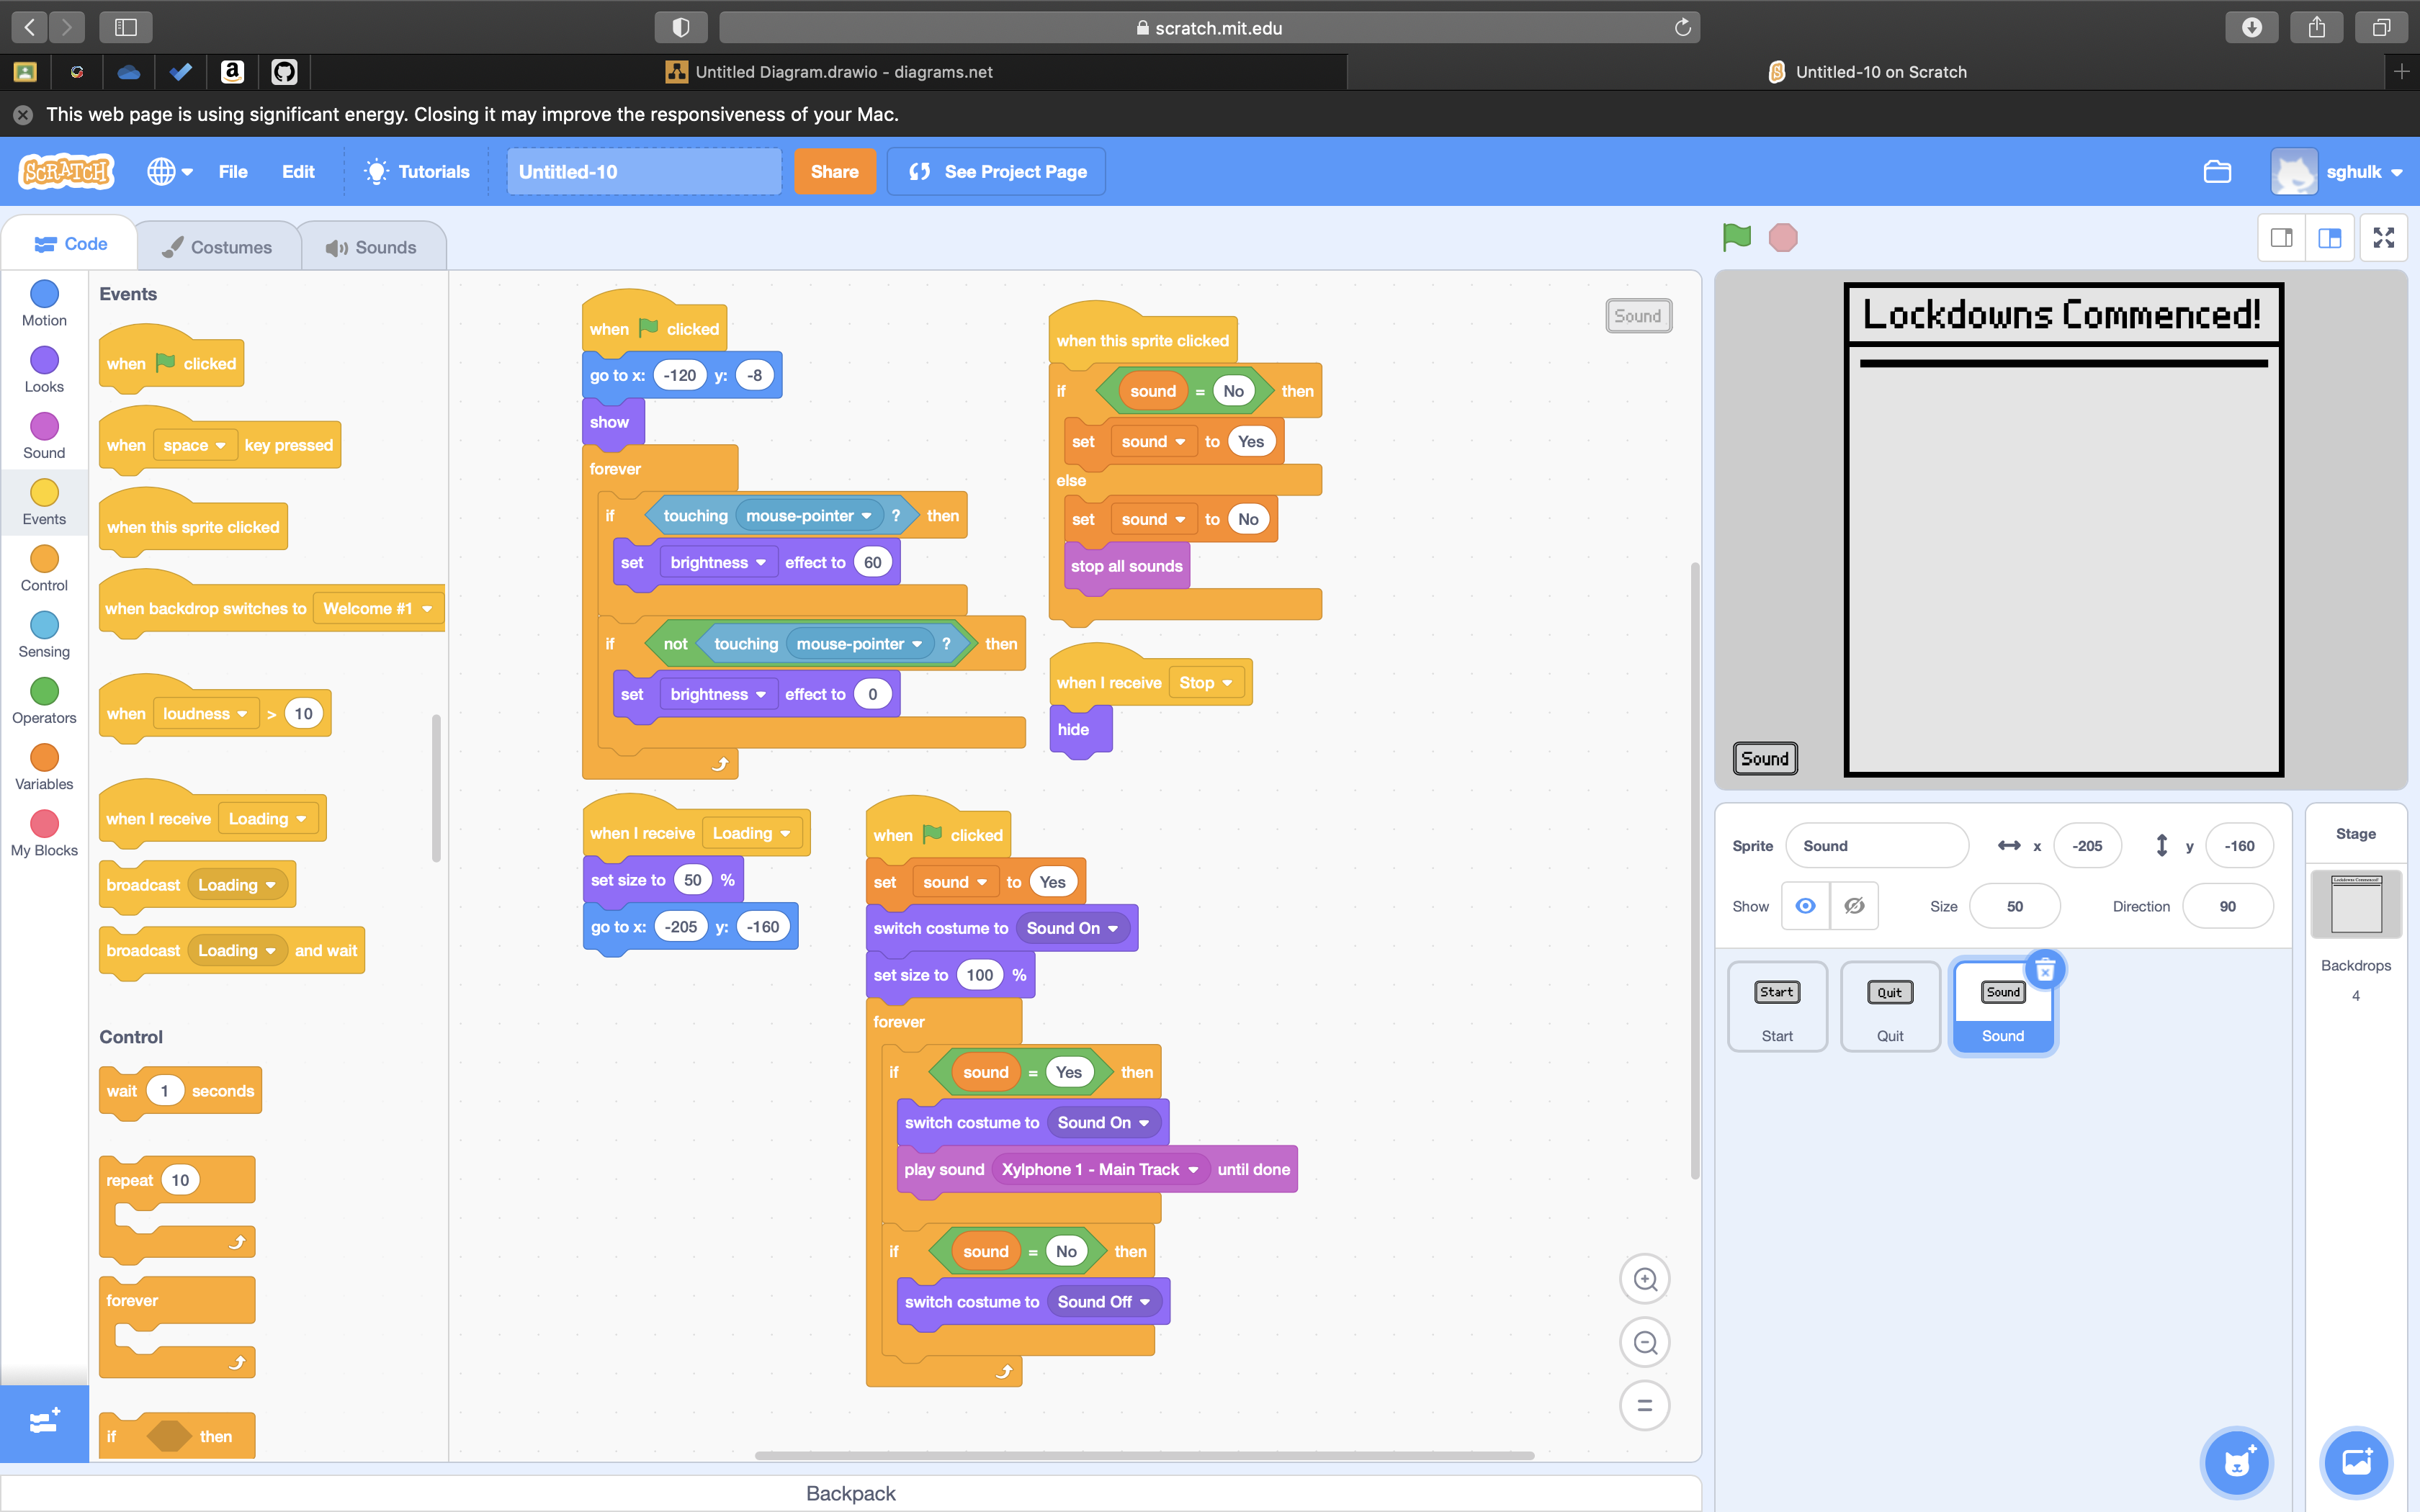 scratch.mit.edu
Untitled Diagram.drawio - diagrams.net
Untitled-10 on Scratch
This web page is using significant energy. Closing it may improve the responsiveness of your Mac.
SCRATCH
File
Edit
Tutorials
Untitled-10
Share
See Project Page
sghulk
Code
Costumes
Sounds
Motion
Looks
Sound
Events
Control
Sensing
Operators
Variables
My Blocks
Events
when clicked
when space key pressed
when this sprite clicked
when backdrop switches to Welcome #1
when loudness > 10
when I receive Loading
broadcast Loading
broadcast Loading and wait
Control
wait 1 seconds
repeat 10
forever
if then
when clicked
go to x: -120 y: -8
show
forever
if touching mouse-pointer ? then
set brightness effect to 60
if not touching mouse-pointer ? then
set brightness effect to 0
when I receive Loading
set size to 50 %
go to x: -205 y: -160
when this sprite clicked
if sound = No then
set sound to Yes
else
set sound to No
stop all sounds
when I receive Stop
hide
when clicked
set sound to Yes
switch costume to Sound On
set size to 100 %
forever
if sound = Yes then
switch costume to Sound On
play sound Xylphone 1 - Main Track until done
if sound = No then
switch costume to Sound Off
Sound
Backpack
Lockdowns Commenced!
Sound
Sprite Sound x -205 y -160
Show Size 50 Direction 90
Start
Start
Quit
Quit
Sound
Sound
Stage
Lockdowns Commenced!
Backdrops
4